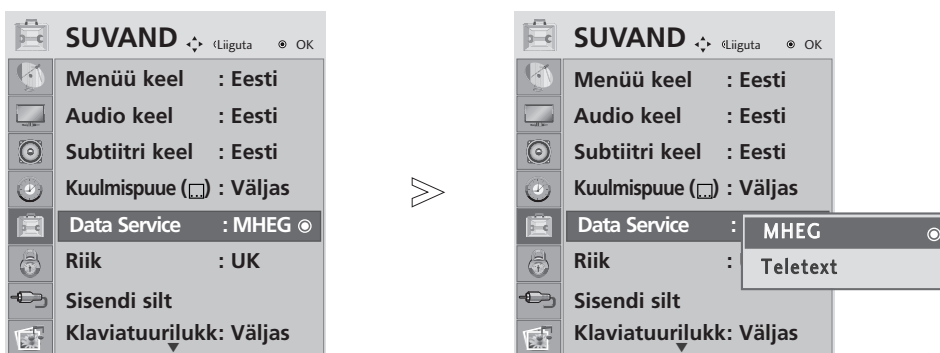 SUVAND Liiguta OK
Menüü keel : Eesti
Audio keel : Eesti
Subtiitri keel : Eesti
Kuulmispuue ( ) : Väljas
Data Service : MHEG
Riik : UK
Sisendi silt
Klaviatuurilukk: Väljas
SUVAND Liiguta OK
Menüü keel : Eesti
Audio keel : Eesti
Subtiitri keel : Eesti
Kuulmispuue ( ) : Väljas
Data Service :
MHEG
Riik :
Teletext
Sisendi silt
Klaviatuurilukk: Väljas